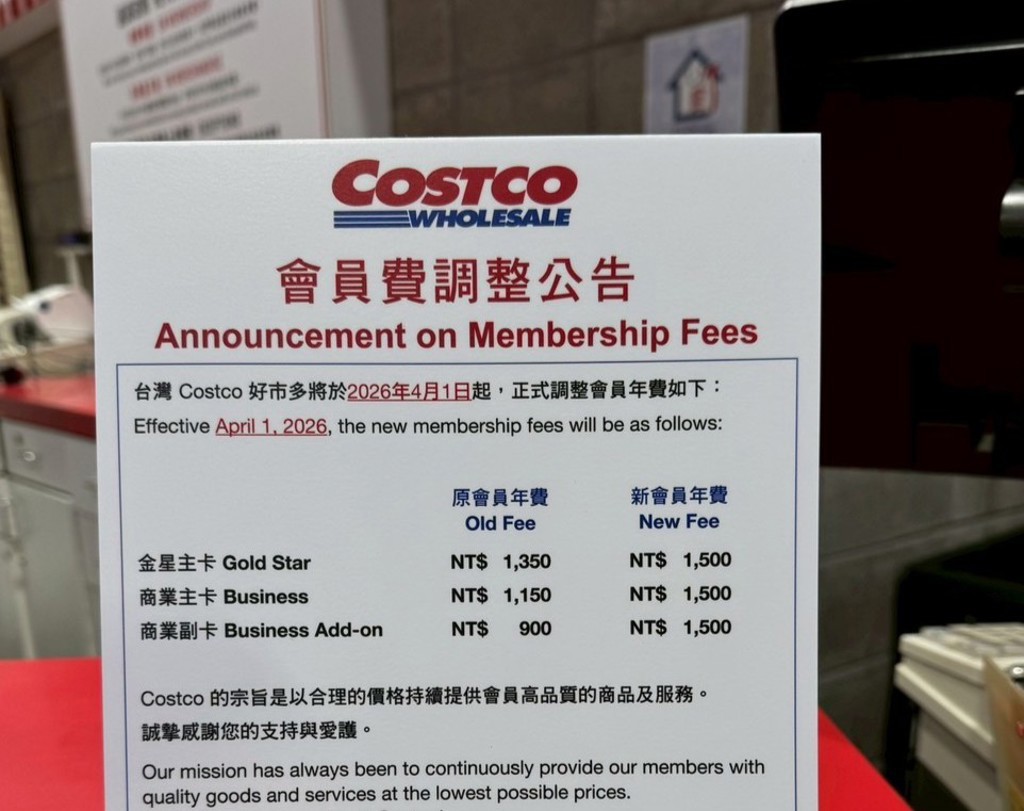 COSTCO
WHOLESALE
會員費調整公告
Announcement on Membership Fees
台灣 Costco 好市多將於2026年4月1日起，正式調整會員年費如下：
Effective April 1, 2026, the new membership fees will be as follows:
原會員年費 新會員年費
Old Fee New Fee
金星主卡 Gold Star NT$ 1,350 NT$ 1,500
商業主卡 Business NT$ 1,150 NT$ 1,500
商業副卡 Business Add-on NT$ 900 NT$ 1,500
Costco 的宗旨是以合理的價格持續提供會員高品質的商品及服務。
誠摯感謝您的支持與愛護。
Our mission has always been to continuously provide our members with
quality goods and services at the lowest possible prices.